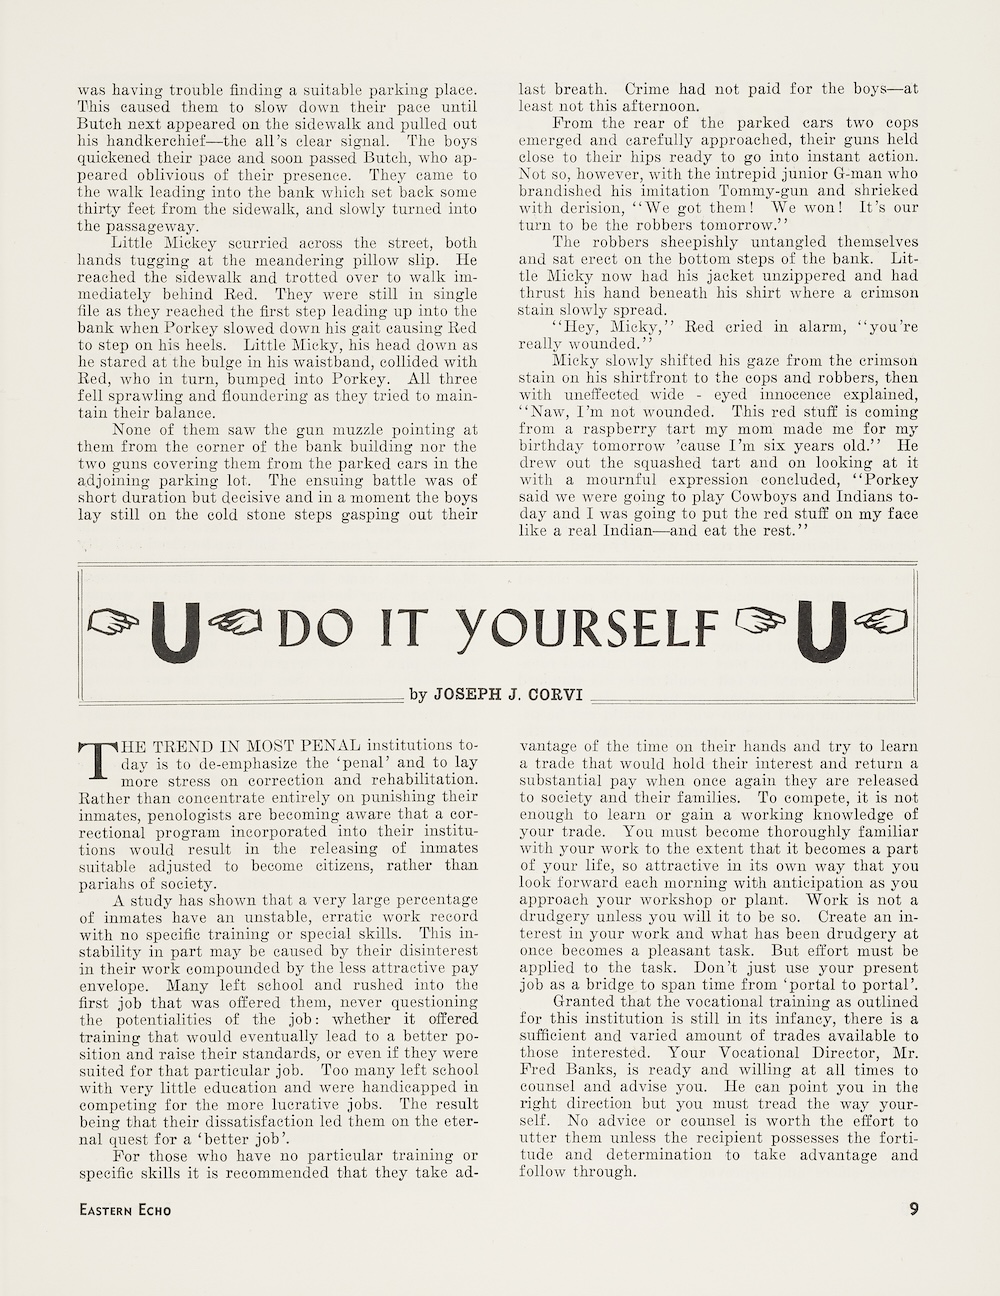 was having trouble finding a suitable parking place.
This caused them to slow down their pace until
Butch next appeared on the sidewalk and pulled out
his handkerchief—the all's clear signal. The boys
quickened their pace and soon passed Butch, who ap-
peared oblivious of their presence. They came to
the walk leading into the bank which set back some
thirty feet from the sidewalk, and slowly turned into
the passageway.
Little Mickey scurried across the street, both
hands tugging at the meandering pillow slip. He
reached the sidewalk and trotted over to walk im-
mediately behind Red. They were still in single
file as they reached the first step leading up into the
bank when Porkey slowed down his gait causing Red
to step on his heels. Little Micky, his head down as
he stared at the bulge in his waistband, collided with
Red, who in turn, bumped into Porkey. All three
fell sprawling and floundering as they tried to main-
tain their balance.
None of them saw the gun muzzle pointing at
them from the corner of the bank building nor the
two guns covering them from the parked cars in the
adjoining parking lot. The ensuing battle was of
short duration but decisive and in a moment the boys
lay still on the cold stone steps gasping out their
last breath. Crime had not paid for the boys—at
least not this afternoon.
From the rear of the parked cars two cops
emerged and carefully approached, their guns held
close to their hips ready to go into instant action.
Not so, however, with the intrepid junior G-man who
brandished his imitation Tommy-gun and shrieked
with derision, "We got them! We won! It's our
turn to be the robbers tomorrow."
The robbers sheepishly untangled themselves
and sat erect on the bottom steps of the bank. Lit-
tle Micky now had his jacket unzippered and had
thrust his hand beneath his shirt where a crimson
stain slowly spread.
"Hey, Micky," Red cried in alarm, "you're
really wounded."
Micky slowly shifted his gaze from the crimson
stain on his shirtfront to the cops and robbers, then
with uneffected wide - eyed innocence explained,
"Naw, I'm not wounded. This red stuff is coming
from a raspberry tart my mom made me for my
birthday tomorrow 'cause I'm six years old." He
drew out the squashed tart and on looking at it
with a mournful expression concluded, "Porkey
said we were going to play Cowboys and Indians to-
day and I was going to put the red stuff on my face
like a real Indian—and eat the rest."
U DO IT YOURSELF U
by JOSEPH J. CORVI
THE TREND IN MOST PENAL institutions to-
day is to de-emphasize the 'penal' and to lay
more stress on correction and rehabilitation.
Rather than concentrate entirely on punishing their
inmates, penologists are becoming aware that a cor-
rectional program incorporated into their institu-
tions would result in the releasing of inmates
suitable adjusted to become citizens, rather than
pariahs of society.
A study has shown that a very large percentage
of inmates have an unstable, erratic work record
with no specific training or special skills. This in-
stability in part may be caused by their disinterest
in their work compounded by the less attractive pay
envelope. Many left school and rushed into the
first job that was offered them, never questioning
the potentialities of the job: whether it offered
training that would eventually lead to a better po-
sition and raise their standards, or even if they were
suited for that particular job. Too many left school
with very little education and were handicapped in
competing for the more lucrative jobs. The result
being that their dissatisfaction led them on the eter-
nal quest for a 'better job'.
For those who have no particular training or
specific skills it is recommended that they take ad-
vantage of the time on their hands and try to learn
a trade that would hold their interest and return a
substantial pay when once again they are released
to society and their families. To compete, it is not
enough to learn or gain a working knowledge of
your trade. You must become thoroughly familiar
with your work to the extent that it becomes a part
of your life, so attractive in its own way that you
look forward each morning with anticipation as you
approach your workshop or plant. Work is not a
drudgery unless you will it to be so. Create an in-
terest in your work and what has been drudgery at
once becomes a pleasant task. But effort must be
applied to the task. Don't just use your present
job as a bridge to span time from 'portal to portal'.
Granted that the vocational training as outlined
for this institution is still in its infancy, there is a
sufficient and varied amount of trades available to
those interested. Your Vocational Director, Mr.
Fred Banks, is ready and willing at all times to
counsel and advise you. He can point you in the
right direction but you must tread the way your-
self. No advice or counsel is worth the effort to
utter them unless the recipient possesses the forti-
tude and determination to take advantage and
follow through.
EASTERN ECHO
9